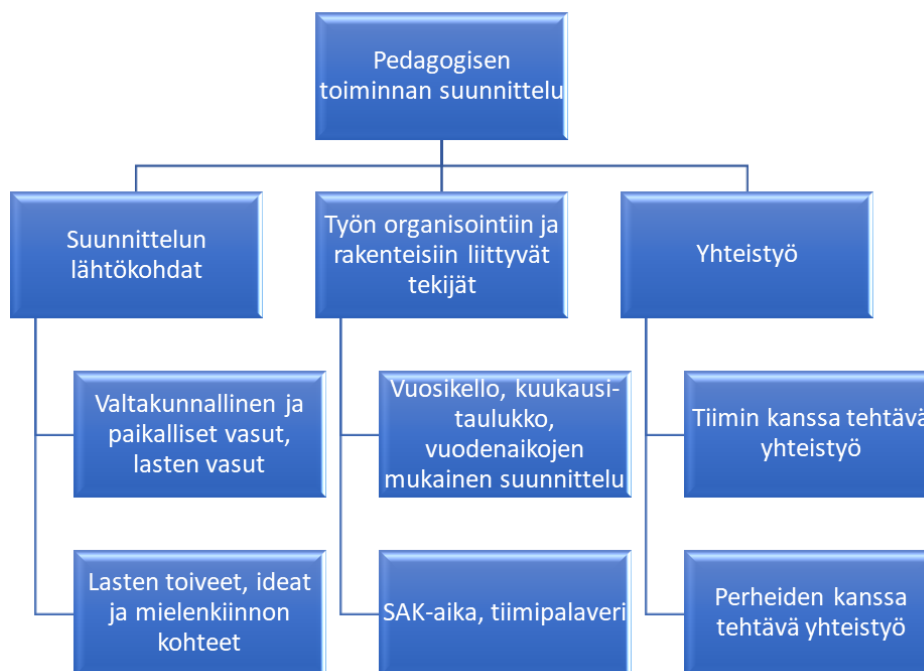 Pedagogisen
toiminnan suunnittelu
Suunnittelun
lähtökohdat
Työn organisointiin ja
rakenteisiin liittyvät
tekijät
Yhteistyö
Valtakunnallinen ja
paikalliset vasut,
lasten vasut
Vuosikello, kuukausi-
taulukko,
vuodenaikojen
mukainen suunnittelu
Tiimin kanssa tehtävä
yhteistyö
Lasten toiveet, ideat
ja mielenkiinnon
kohteet
SAK-aika, tiimipalaveri
Perheiden kanssa
tehtävä yhteistyö